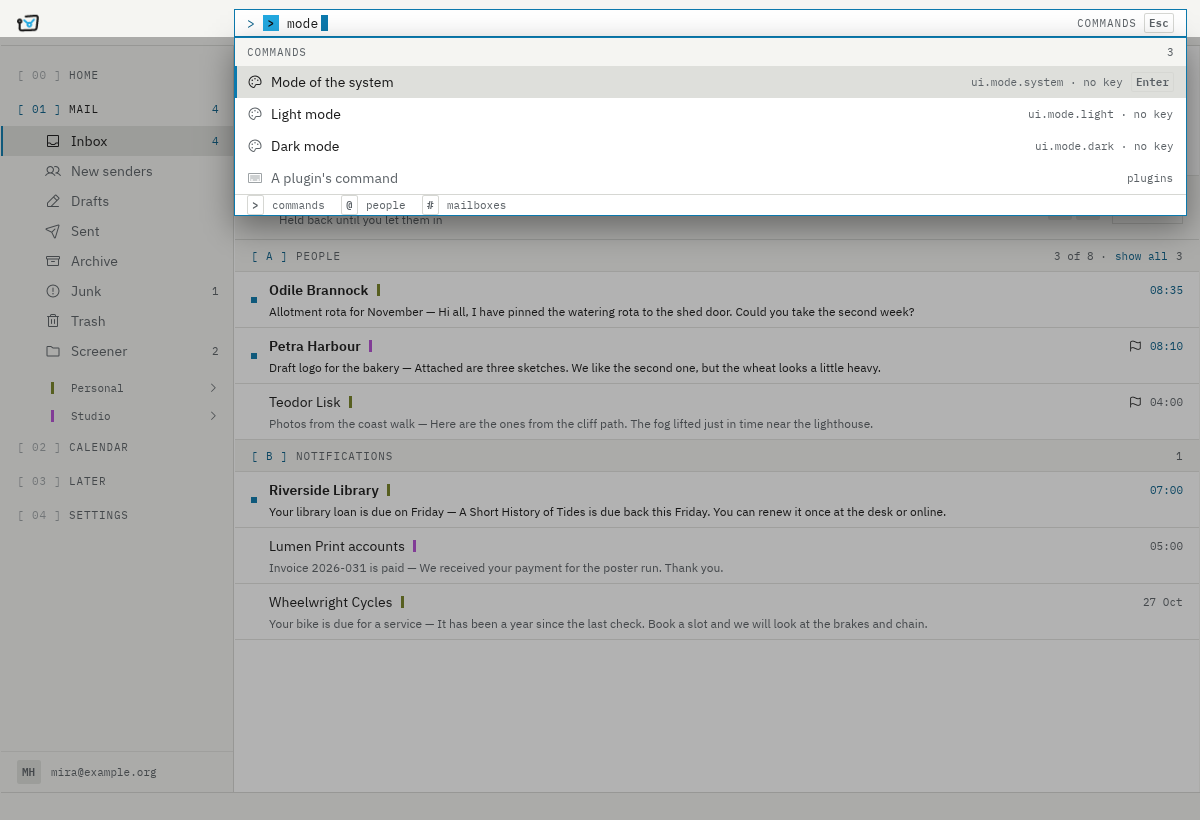 > > mode COMMANDS Esc
COMMANDS 3
Mode of the system ui.mode.system · no key Enter
Light mode ui.mode.light · no key
Dark mode ui.mode.dark · no key
A plugin's command plugins
> commands @ people # mailboxes
[ 00 ] HOME
[ 01 ] MAIL 4
Inbox 4
New senders
Drafts
Sent
Archive
Junk 1
Trash
Screener 2
Personal
Studio
[ 02 ] CALENDAR
[ 03 ] LATER
[ 04 ] SETTINGS
MH mira@example.org
Held back until you let them in
[ A ] PEOPLE 3 of 8 · show all 3
Odile Brannock 08:35
Allotment rota for November — Hi all, I have pinned the watering rota to the shed door. Could you take the second week?
Petra Harbour 08:10
Draft logo for the bakery — Attached are three sketches. We like the second one, but the wheat looks a little heavy.
Teodor Lisk 04:00
Photos from the coast walk — Here are the ones from the cliff path. The fog lifted just in time near the lighthouse.
[ B ] NOTIFICATIONS 1
Riverside Library 07:00
Your library loan is due on Friday — A Short History of Tides is due back this Friday. You can renew it once at the desk or online.
Lumen Print accounts 05:00
Invoice 2026-031 is paid — We received your payment for the poster run. Thank you.
Wheelwright Cycles 27 Oct
Your bike is due for a service — It has been a year since the last check. Book a slot and we will look at the brakes and chain.